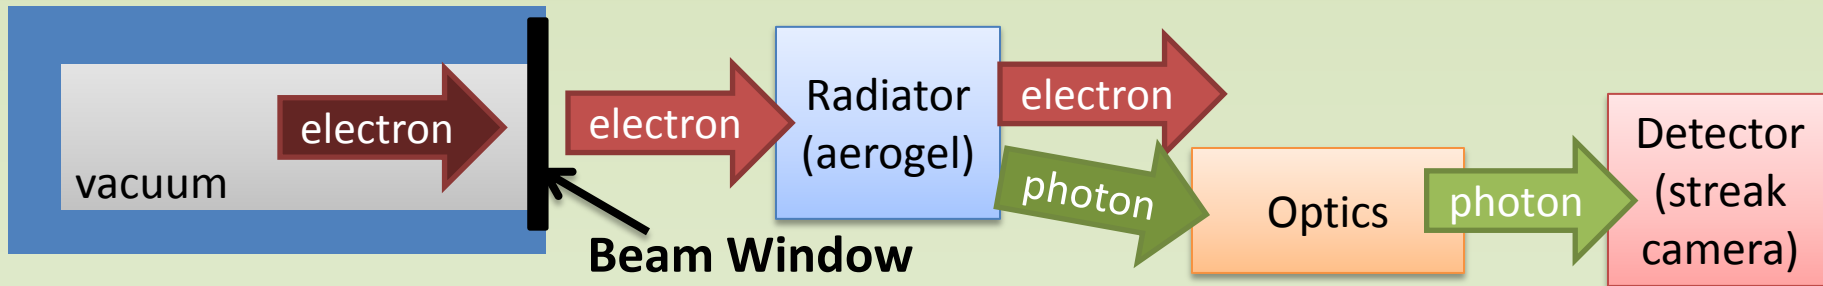 electron
vacuum
Beam Window
electron
Radiator
(aerogel)
electron
photon
Optics
photon
Detector
(streak
camera)